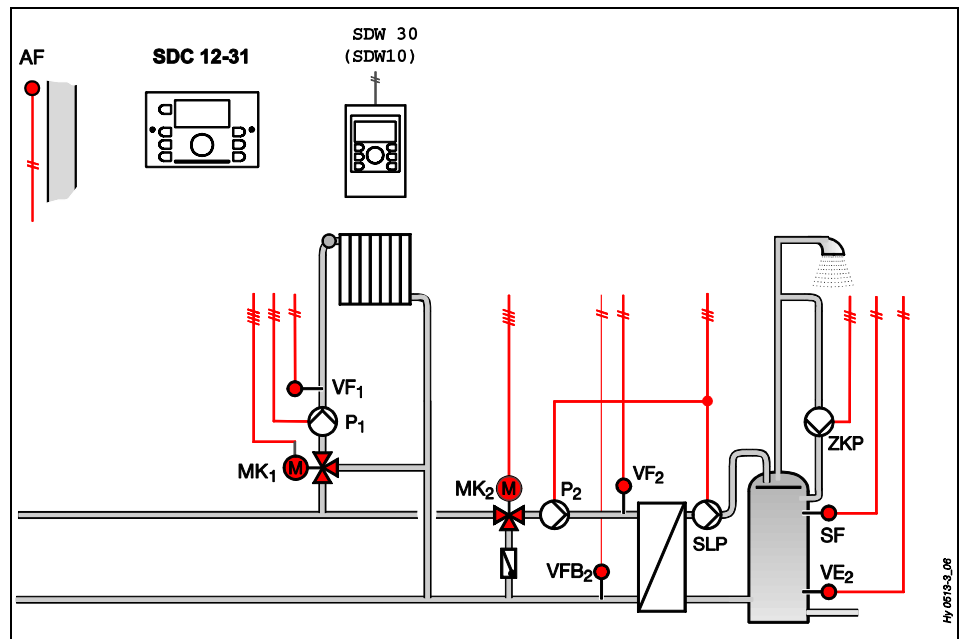 AF
SDC 12-31
SDW 30
(SDW10)
VF1
P1
MK1
M
MK2
M
P2
VF2
VFB2
SLP
ZKP
SF
VE2
Hy 0513-3_06